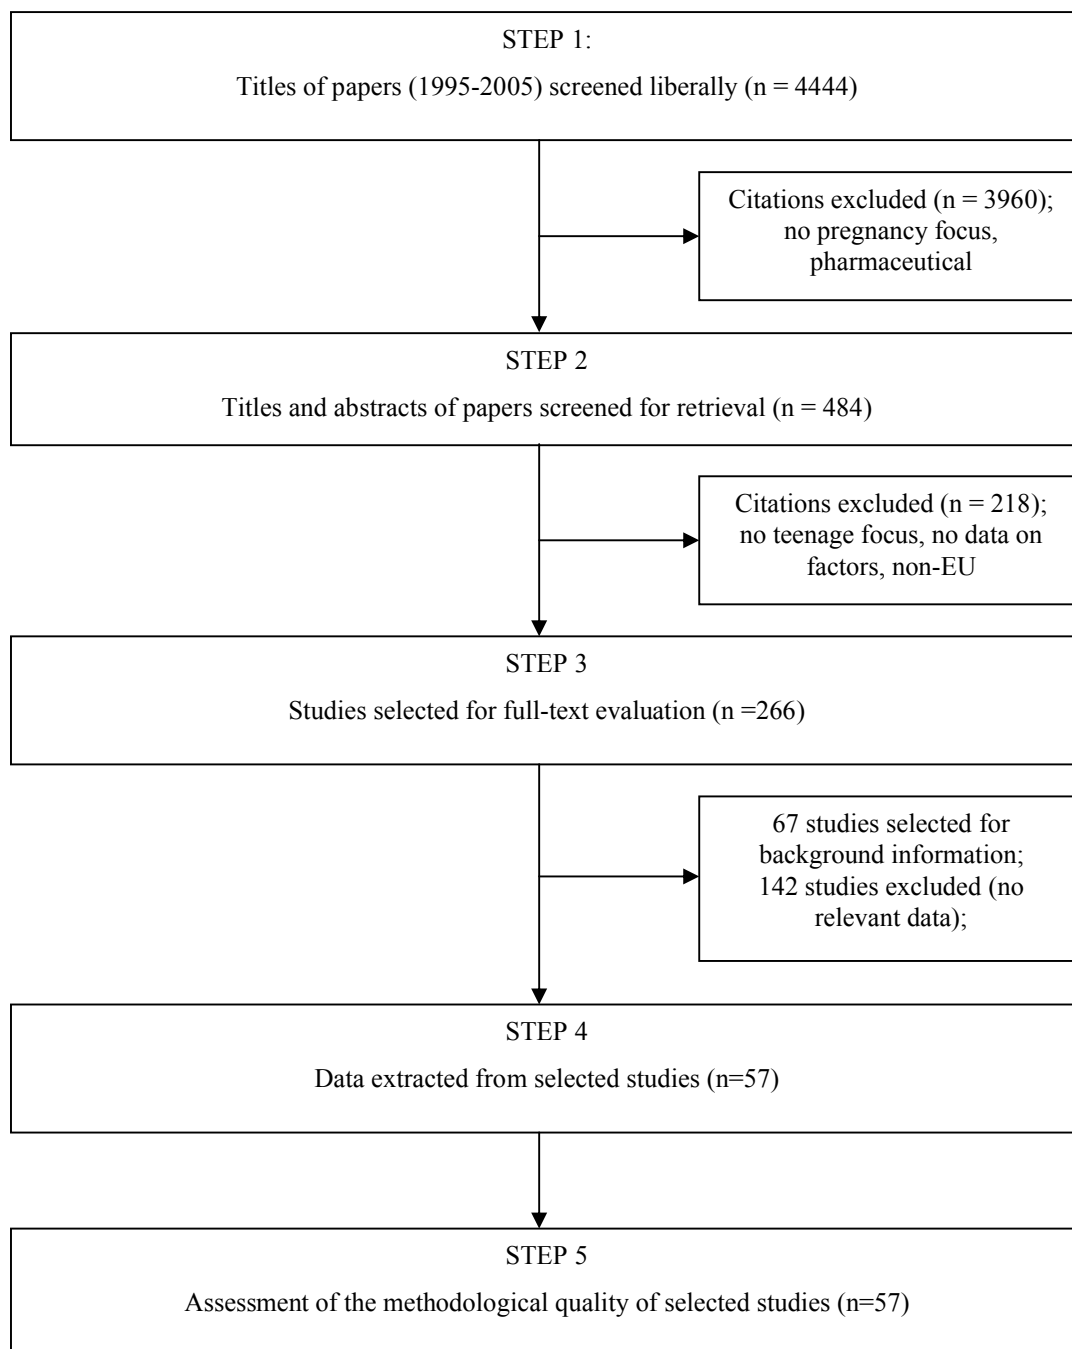 STEP 1:
Titles of papers (1995-2005) screened liberally (n = 4444)
Citations excluded (n = 3960);
no pregnancy focus,
pharmaceutical
STEP 2
Titles and abstracts of papers screened for retrieval (n = 484)
Citations excluded (n = 218);
no teenage focus, no data on
factors, non-EU
STEP 3
Studies selected for full-text evaluation (n =266)
67 studies selected for
background information;
142 studies excluded (no
relevant data);
STEP 4
Data extracted from selected studies (n=57)
STEP 5
Assessment of the methodological quality of selected studies (n=57)